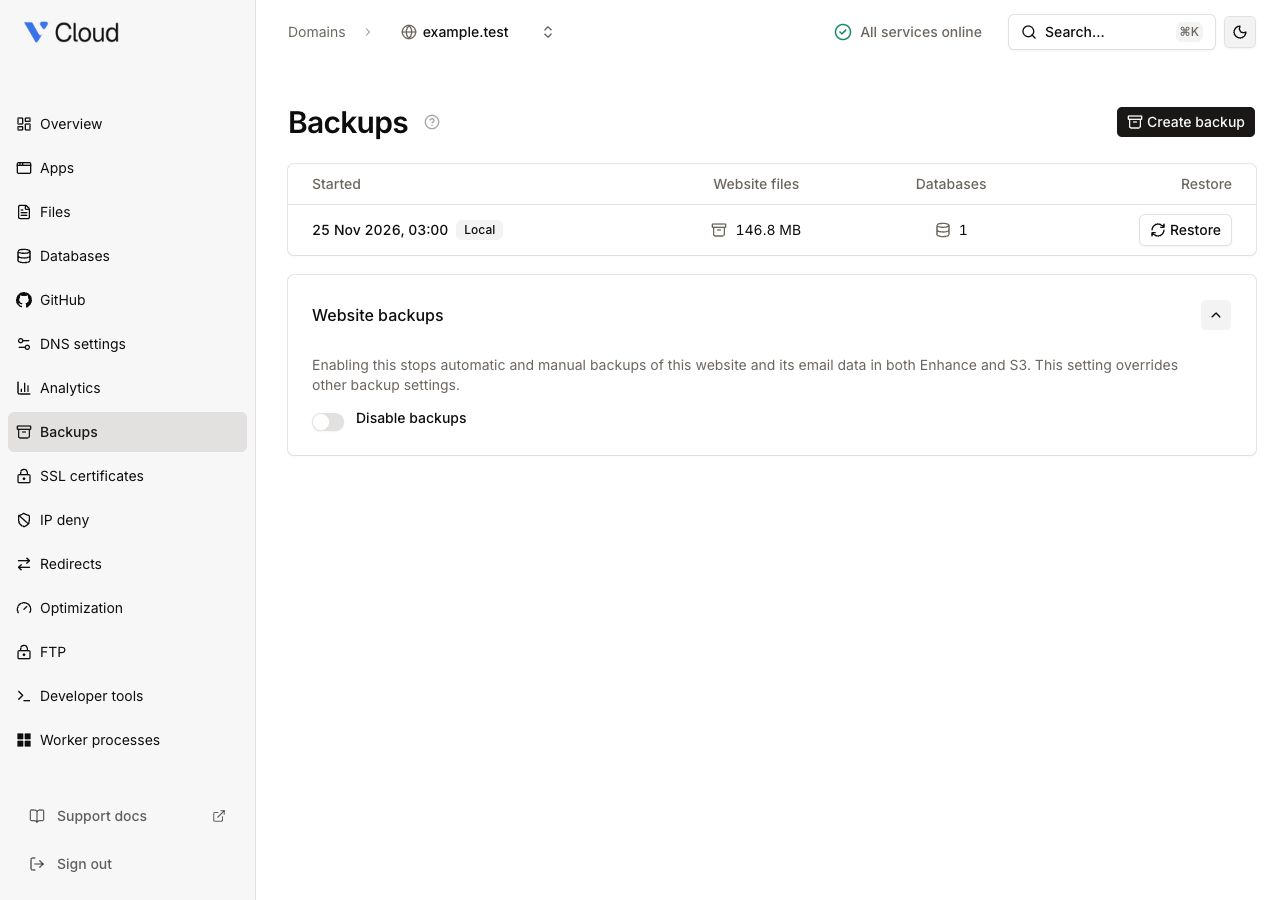 Cloud
Domains
example.test
All services online
Search...
⌘K
Overview
Apps
Files
Databases
GitHub
DNS settings
Analytics
Backups
SSL certificates
IP deny
Redirects
Optimization
FTP
Developer tools
Worker processes
Support docs
Sign out
Backups
Create backup
Started Website files Databases Restore
25 Nov 2026, 03:00 Local 146.8 MB 1 Restore
Website backups
Enabling this stops automatic and manual backups of this website and its email data in both Enhance and S3. This setting overrides
other backup settings.
Disable backups